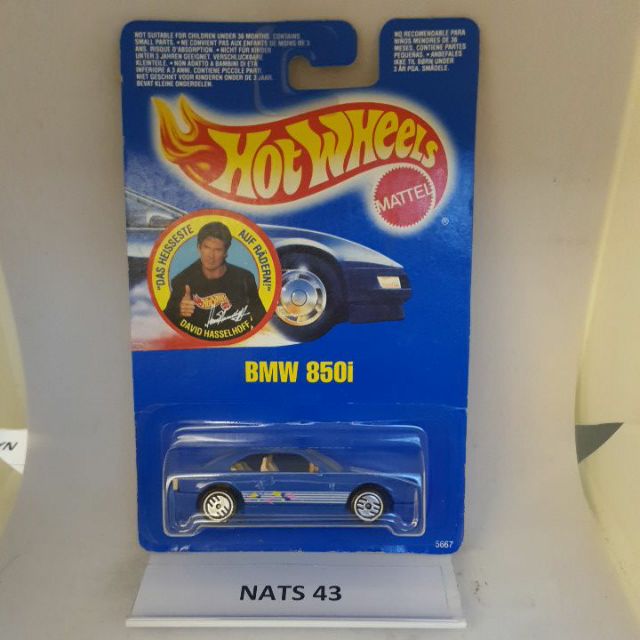 NOT SUITABLE FOR CHILDREN UNDER 36 MONTHS. CONTAINS
SMALL PARTS. • NE CONVIENT PAS AUX ENFANTS DE MOINS DE 3
ANS. RISQUE D'ABSORPTION. • NICHT FÜR KINDER
UNTER 3 JAHREN GEEIGNET. VERSCHLUCKBARE
KLEINTEILE. • NON ADATTO A BAMBINI DI ETÀ
INFERIORE A 3 ANNI. CONTIENE PICCOLE PARTI.
NIET GESCHIKT VOOR KINDEREN ONDER DE 3 JAAR.
BEVAT KLEINE ONDERDELEN.
NO RECOMENDABLE PARA
NIÑOS MENORES DE 36
MESES, CONTIENE PARTES
PEQUEÑAS. • ANBEFALES
IKKE TIL BØRN UNDER
3 ÅR PGA. SMÅDELE.
HOT WHEELS
MATTEL
®
"DAS HEISSESTE
AUF RÄDERN!"
DAVID HASSELHOFF
BMW 850i
5667
NATS 43